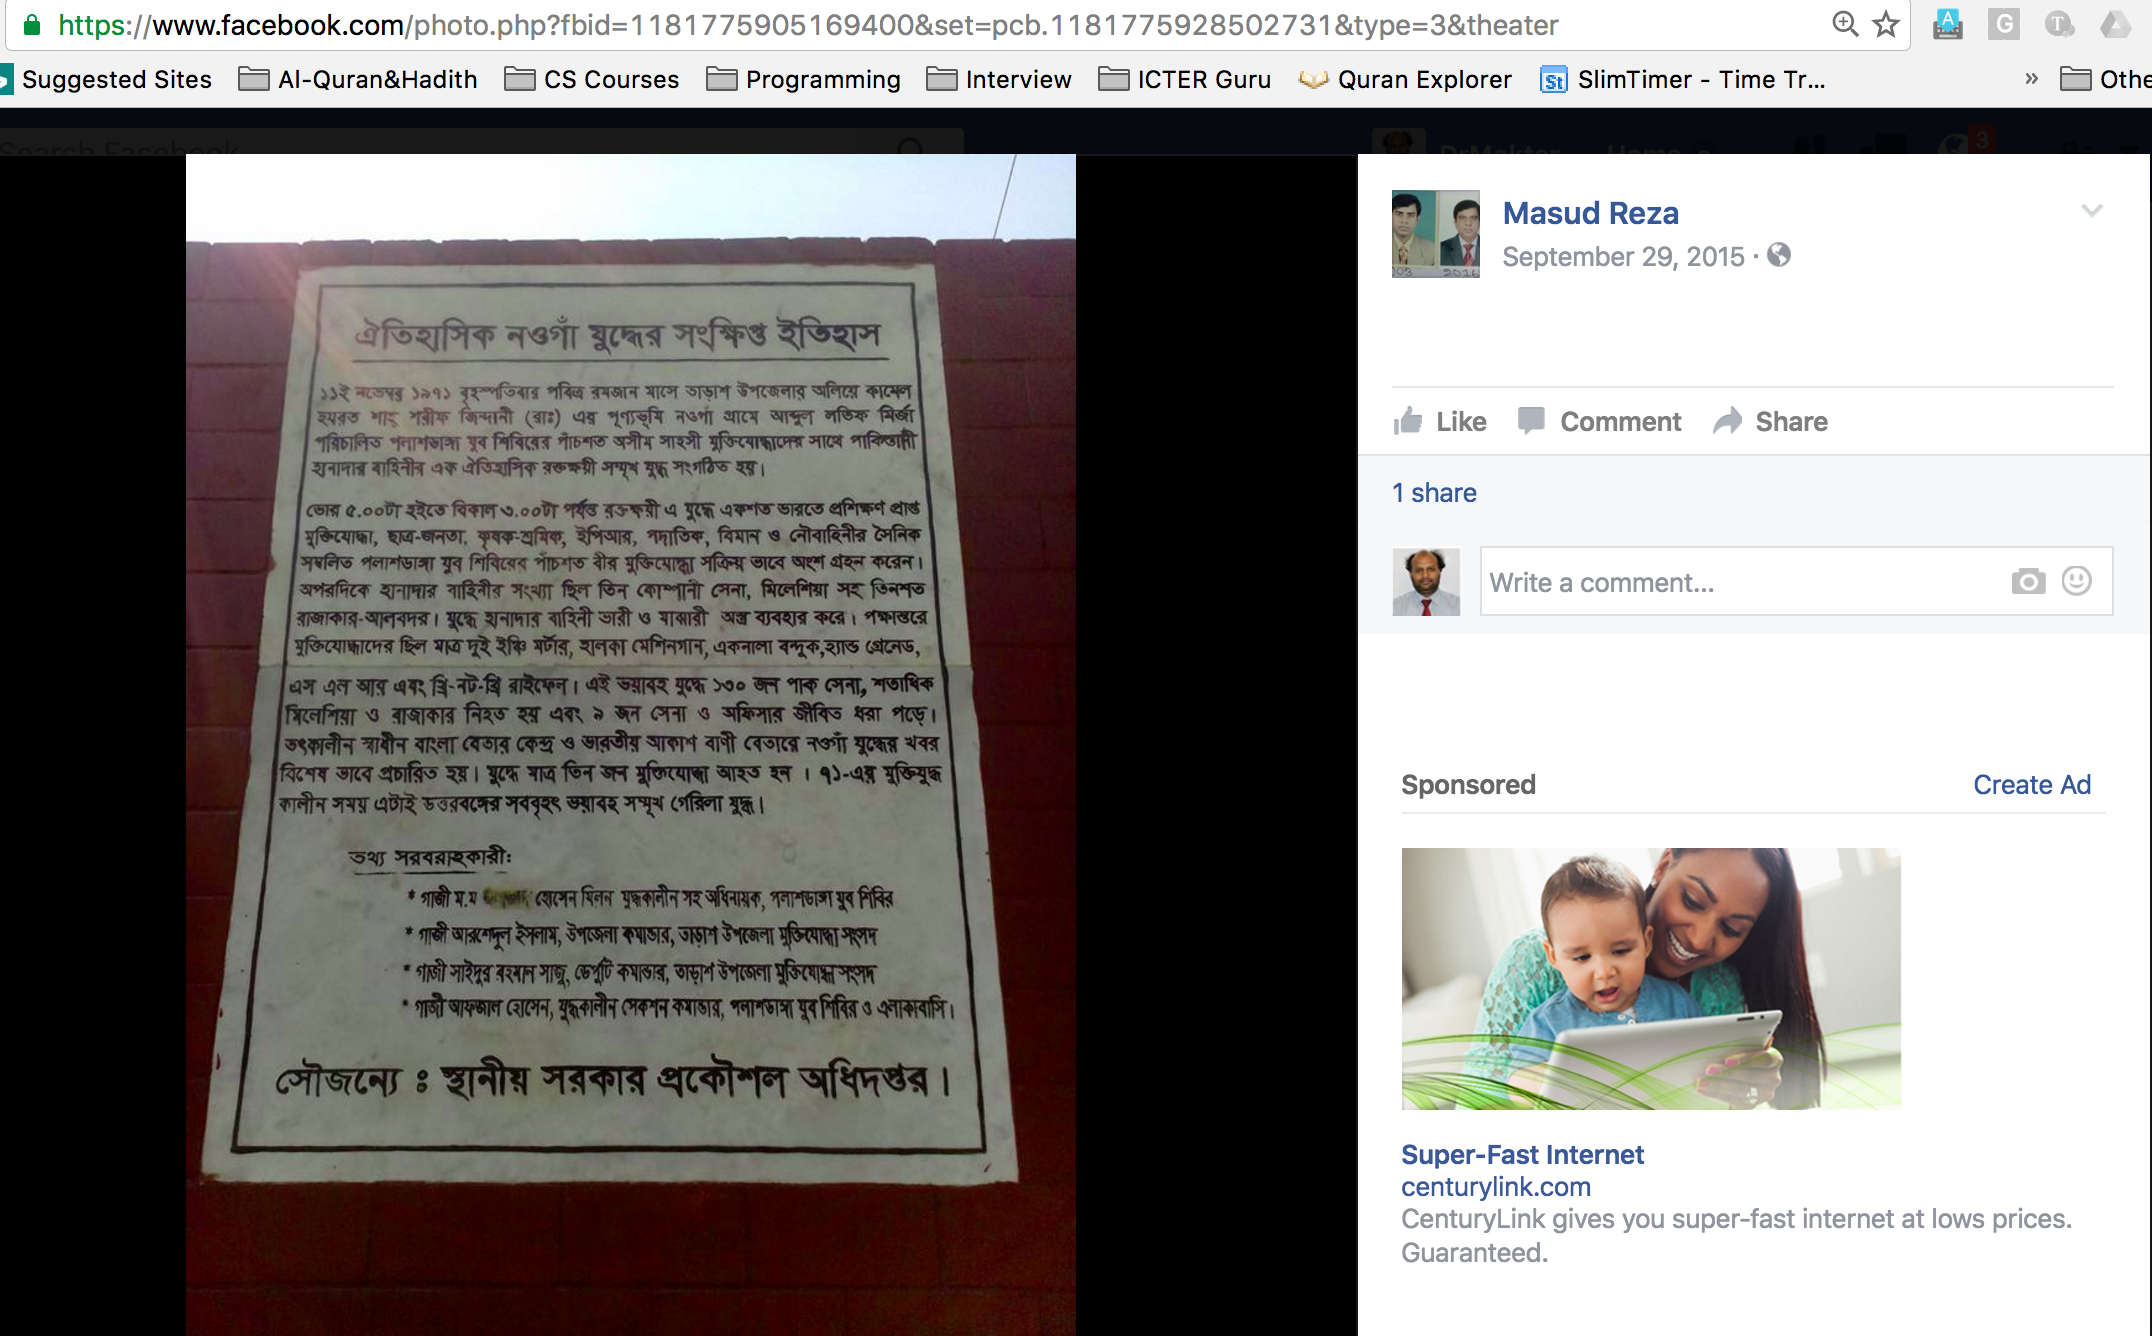 https://www.facebook.com/photo.php?fbid=1181775905169400&set=pcb.1181775928502731&type=3&theater
Suggested Sites Al-Quran&Hadith CS Courses Programming Interview ICTER Guru Quran Explorer SlimTimer - Time Tr... » Othe
Search Facebook
DrMokter Home 3
ঐতিহাসিক নওগাঁ যুদ্ধের সংক্ষিপ্ত ইতিহাস
১১ই নভেম্বর ১৯৭১ বৃহস্পতিবার পবিত্র রমজান মাসে তাড়াশ উপজেলার অলিয়ে কামেল
হযরত শাহ্ শরীফ জিন্দানী (রাঃ) এর পূণ্যভূমি নওগাঁ গ্রামে আব্দুল লতিফ মির্জা
পরিচালিত পলাশডাঙ্গা যুব শিবিরের পাঁচশত অসীম সাহসী মুক্তিযোদ্ধাদের সাথে পাকিস্তানী
হানাদার বাহিনীর এক ঐতিহাসিক রক্তক্ষয়ী সম্মুখ যুদ্ধ সংগঠিত হয়।
ভোর ৫.০০টা হইতে বিকাল ৩.০০টা পর্যন্ত রক্তক্ষয়ী এ যুদ্ধে একশত ভারতে প্রশিক্ষণ প্রাপ্ত
মুক্তিযোদ্ধা, ছাত্র-জনতা, কৃষক-শ্রমিক, ইপিআর, পদাতিক, বিমান ও নৌবাহিনীর সৈনিক
সম্বলিত পলাশডাঙ্গা যুব শিবিরের পাঁচশত বীর মুক্তিযোদ্ধা সক্রিয় ভাবে অংশ গ্রহন করেন।
অপরদিকে হানাদার বাহিনীর সংখ্যা ছিল তিন কোম্পানী সেনা, মিলেশিয়া সহ তিনশত
রাজাকার-আলবদর। যুদ্ধে হানাদার বাহিনী ভারী ও মাঝারী অস্ত্র ব্যবহার করে। পক্ষান্তরে
মুক্তিযোদ্ধাদের ছিল মাত্র দুই ইঞ্চি মর্টার, হালকা মেশিনগান, একনালা বন্দুক,হ্যান্ড গ্রেনেড,
এস এল আর এবং থ্রি-নট-থ্রি রাইফেল। এই ভয়াবহ যুদ্ধে ১৩০ জন পাক সেনা, শতাধিক
মিলেশিয়া ও রাজাকার নিহত হয় এবং ৯ জন সেনা ও অফিসার জীবিত ধরা পড়ে।
তৎকালীন স্বাধীন বাংলা বেতার কেন্দ্র ও ভারতীয় আকাশ বাণী বেতারে নওগাঁ যুদ্ধের খবর
বিশেষ ভাবে প্রচারিত হয়। যুদ্ধে মাত্র তিন জন মুক্তিযোদ্ধা আহত হন । ৭১-এর মুক্তিযুদ্ধ
কালীন সময় এটাই উত্তরবঙ্গের সববৃহৎ ভয়াবহ সম্মুখ গেরিলা যুদ্ধ।
তথ্য সরবরাহকারী:
* গাজী ম.ম হোসেন মিলন যুদ্ধকালীন সহ অধিনায়ক, পলাশডাঙ্গা যুব শিবির
* গাজী আরশেদুল ইসলাম, উপজেলা কমান্ডার, তাড়াশ উপজেলা মুক্তিযোদ্ধা সংসদ
* গাজী সাইদুর রহমান সাজু, ডেপুটি কমান্ডার, তাড়াশ উপজেলা মুক্তিযোদ্ধা সংসদ
* গাজী আফজাল হোসেন, যুদ্ধকালীন সেকশন কমান্ডার, পলাশডাঙ্গা যুব শিবির ও এলাকাবাসি।
সৌজন্যে : স্থানীয় সরকার প্রকৌশল অধিদপ্তর ।
Masud Reza
September 29, 2015 ·
Like Comment Share
1 share
Write a comment...
Sponsored Create Ad
Super-Fast Internet
centurylink.com
CenturyLink gives you super-fast internet at lows prices.
Guaranteed.